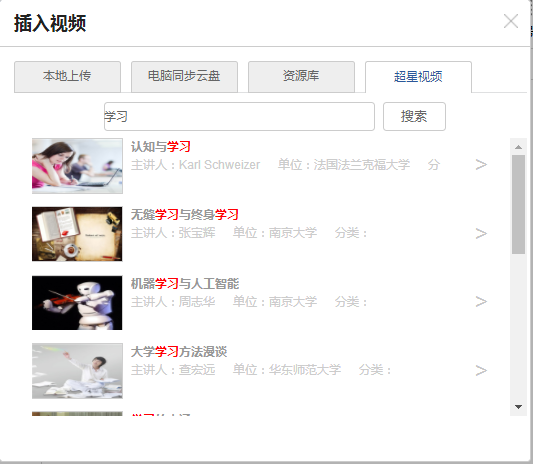 插入视频
本地上传
电脑同步云盘
资源库
超星视频
学习
搜索
认知与学习
主讲人：Karl Schweizer 单位：法国法兰克福大学 分
无缝学习与终身学习
主讲人：张宝辉 单位：南京大学 分类：
机器学习与人工智能
主讲人：周志华 单位：南京大学 分类：
大学学习方法漫谈
主讲人：查宏远 单位：华东师范大学 分类：
学习